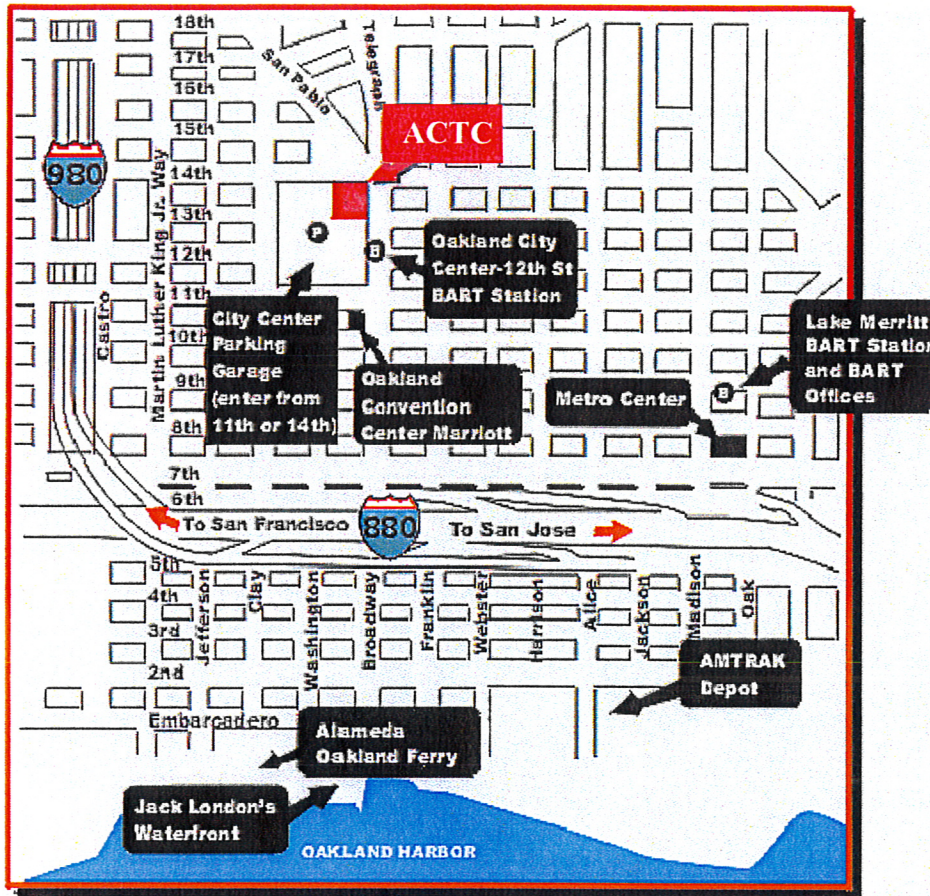 18th
17th
16th
15th
14th
13th
12th
11th
10th
9th
8th
7th
6th
5th
4th
3rd
2nd
Embarcadero
San Pablo
Telegraph
ACTC
980
Martin Luther King Jr. Way
Castro
P
B
Oakland City
Center-12th St
BART Station
City Center
Parking
Garage
(enter from
11th or 14th)
Oakland
Convention
Center Marriott
Metro Center
B
Lake Merritt
BART Station
and BART
Offices
To San Francisco
880
To San Jose
Jefferson
Clay
Washington
Broadway
Franklin
Webster
Harrison
Alice
Jackson
Madison
Oak
AMTRAK
Depot
Alameda
Oakland Ferry
Jack London's
Waterfront
OAKLAND HARBOR